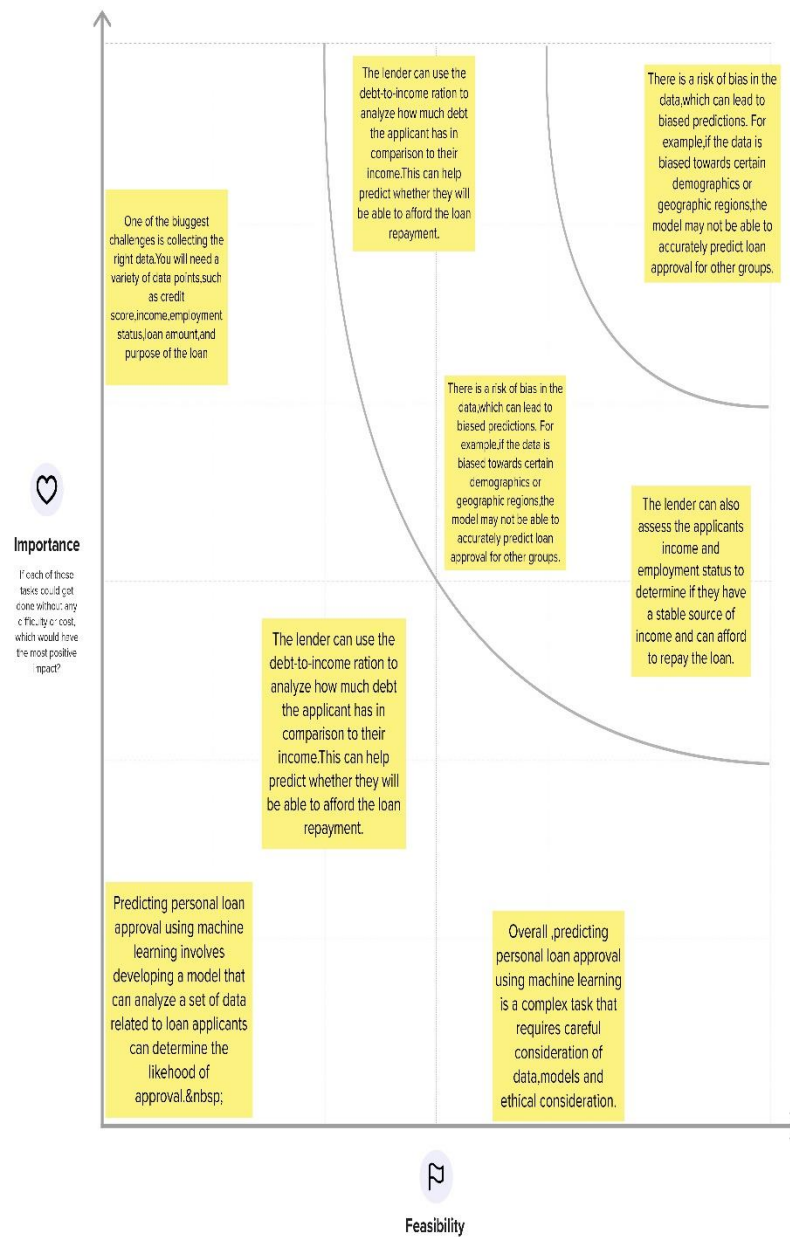 The lender can use the
debt-to-income ration to
analyze how much debt
the applicant has in
comparison to their
income.This can help
predict whether they will
be able to afford the loan
repayment.
There is a risk of bias in the
data,which can lead to
biased predictions. For
example,if the data is
biased towards certain
demographics or
geographic regions,the
model may not be able to
accurately predict loan
approval for other groups.
One of the biuggest
challenges is collecting the
right data.You will need a
variety of data points,such
as credit
score,income,employment
status,loan amount,and
purpose of the loan
There is a risk of bias in the
data,which can lead to
biased predictions. For
example,if the data is
biased towards certain
demographics or
geographic regions,the
model may not be able to
accurately predict loan
approval for other groups.
Importance
If each of these
tasks could get
done without any
difficulty or cost,
which would have
the most positive
impact?
The lender can also
assess the applicants
income and
employment status to
determine if they have
a stable source of
income and can afford
to repay the loan.
The lender can use the
debt-to-income ration to
analyze how much debt
the applicant has in
comparison to their
income.This can help
predict whether they will
be able to afford the loan
repayment.
Predicting personal loan
approval using machine
learning involves
developing a model that
can analyze a set of data
related to loan applicants
can determine the
likehood of
approval.&nbsp;
Overall ,predicting
personal loan approval
using machine learning
is a complex task that
requires careful
consideration of
data,models and
ethical consideration.
Feasibility